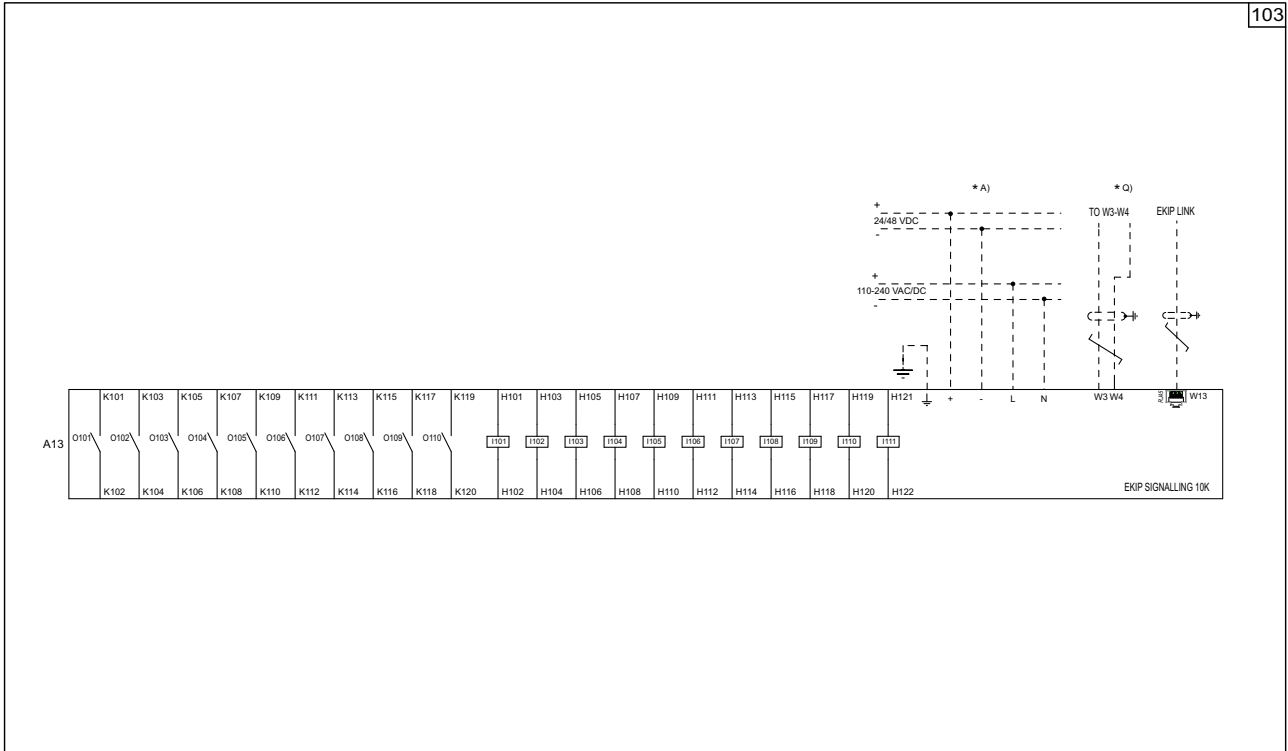 103
* A)
* Q)
+
24/48 VDC
-
TO W3-W4
EKIP LINK
+
110-240 VAC/DC
-
K101 K103 K105 K107 K109 K111 K113 K115 K117 K119 H101 H103 H105 H107 H109 H111 H113 H115 H117 H119 H121
+ - L N W3 W4 RJ45 W13
A13 O101 O102 O103 O104 O105 O106 O107 O108 O109 O110 I101 I102 I103 I104 I105 I106 I107 I108 I109 I110 I111
K102 K104 K106 K108 K110 K112 K114 K116 K118 K120 H102 H104 H106 H108 H110 H112 H114 H116 H118 H120 H122
EKIP SIGNALLING 10K